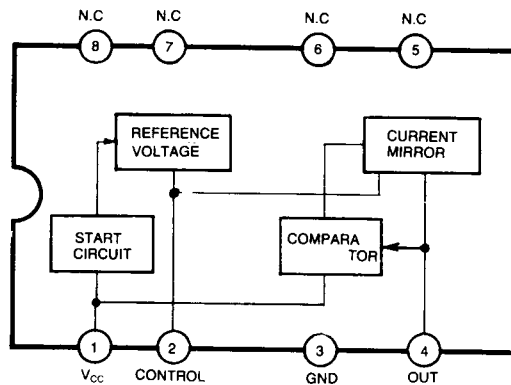 N.C N.C N.C N.C
8 7 6 5
REFERENCE
VOLTAGE
CURRENT
MIRROR
START
CIRCUIT
COMPARA
TOR
1 2 3 4
VCC CONTROL GND OUT